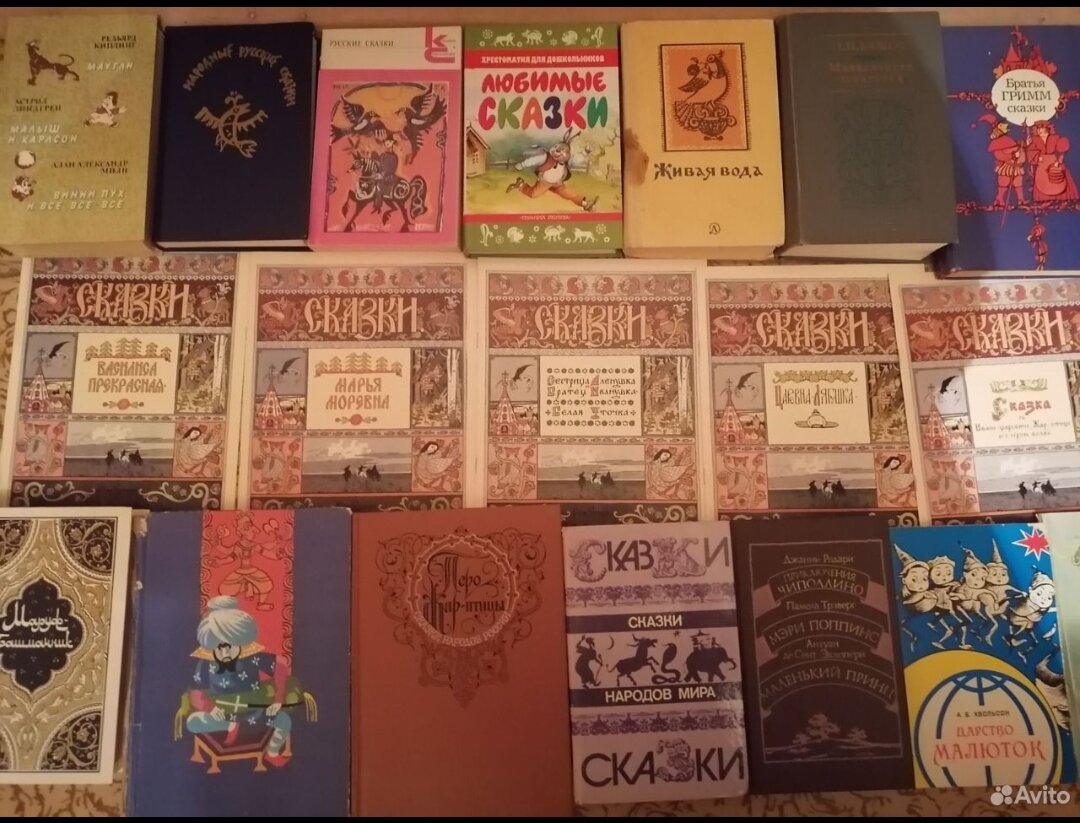 РЕДЬЯРД
КИПЛИНГ
МАУГЛИ
АСТРИД
ЛИНДГРЕН
МАЛЫШ
И КАРЛСОН
АЛАН АЛЕКСАНДР
МИЛН
ВИННИ ПУХ
И ВСЕ, ВСЕ, ВСЕ
НАРОДНЫЕ РУССКИЕ СКАЗКИ
РУССКИЕ СКАЗКИ
ХРЕСТОМАТИЯ ДЛЯ ДОШКОЛЬНИКОВ
ЛЮБИМЫЕ
СКАЗКИ
Живая вода
Братья
ГРИММ
сказки
СКАЗКИ
ВАСИЛИСА
ПРЕКРАСНАЯ
СКАЗКИ
МАРЬЯ
МОРЕВНА
СКАЗКИ
Сестрица Аленушка
Братец Иванушка
Белая Уточка
СКАЗКИ
ЦАРЕВНА ЛЯГУШКА
СКАЗКИ
Сказка
Маруф-
башмачник
Перо
Жар-птицы
СКАЗКИ
СКАЗКИ
НАРОДОВ МИРА
СКАЗКИ
Джанни Родари
ПРИКЛЮЧЕНИЯ
ЧИПОЛЛИНО
Памела Трэверс
МЭРИ ПОППИНС
Антуан
де Сент-Экзюпери
МАЛЕНЬКИЙ ПРИНЦ
А. Б. ХВОЛЬСОН
ЦАРСТВО
МАЛЮТОК
Avito